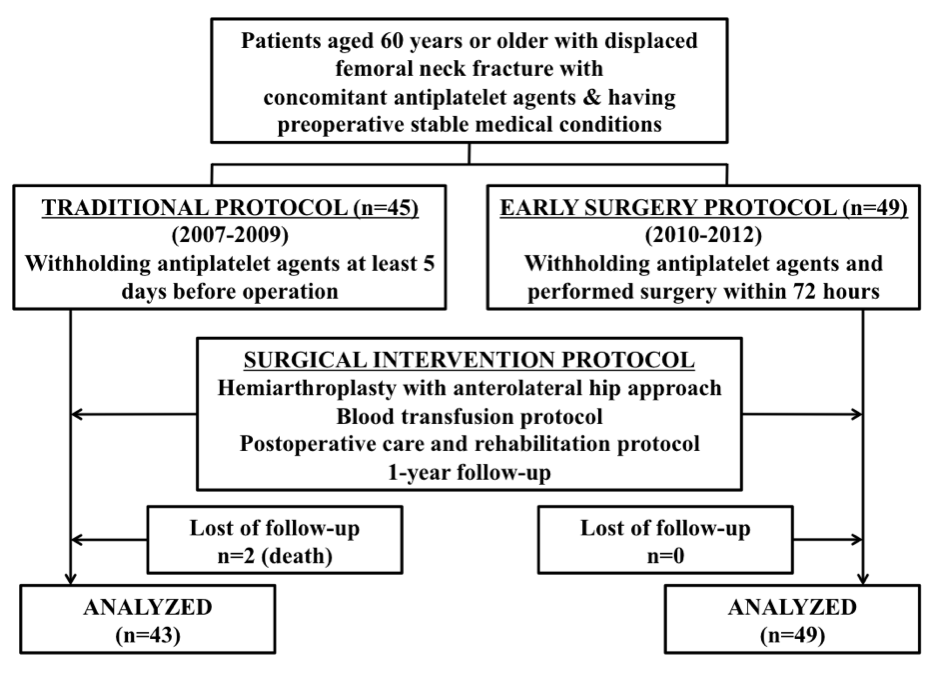 Patients aged 60 years or older with displaced
femoral neck fracture with
concomitant antiplatelet agents & having
preoperative stable medical conditions
TRADITIONAL PROTOCOL (n=45)
(2007-2009)
Withholding antiplatelet agents at least 5
days before operation
EARLY SURGERY PROTOCOL (n=49)
(2010-2012)
Withholding antiplatelet agents and
performed surgery within 72 hours
SURGICAL INTERVENTION PROTOCOL
Hemiarthroplasty with anterolateral hip approach
Blood transfusion protocol
Postoperative care and rehabilitation protocol
1-year follow-up
Lost of follow-up
n=2 (death)
Lost of follow-up
n=0
ANALYZED
(n=43)
ANALYZED
(n=49)